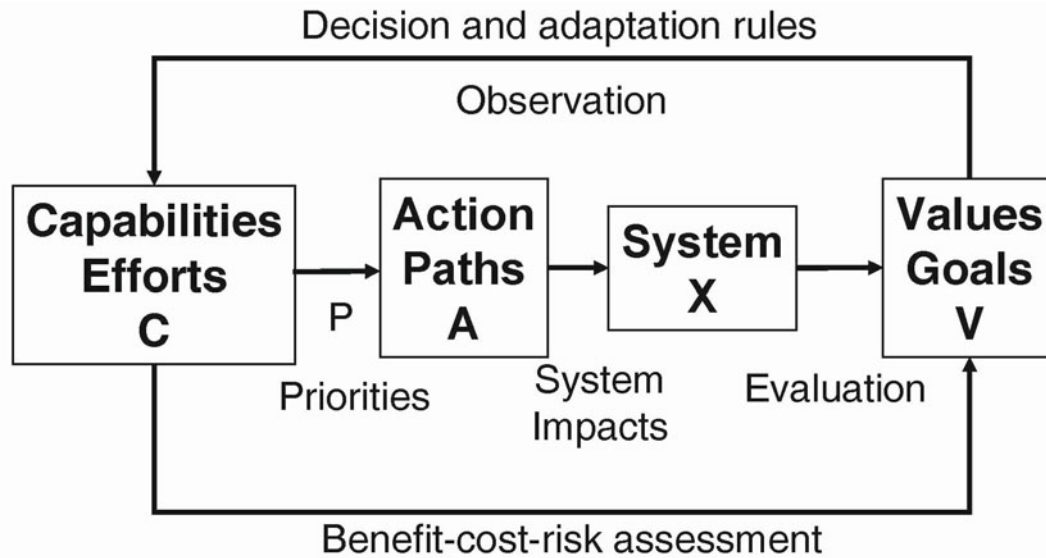 Decision and adaptation rules
Observation
Capabilities
Efforts
C
P
Priorities
Action
Paths
A
System
Impacts
System
X
Evaluation
Values
Goals
V
Benefit-cost-risk assessment